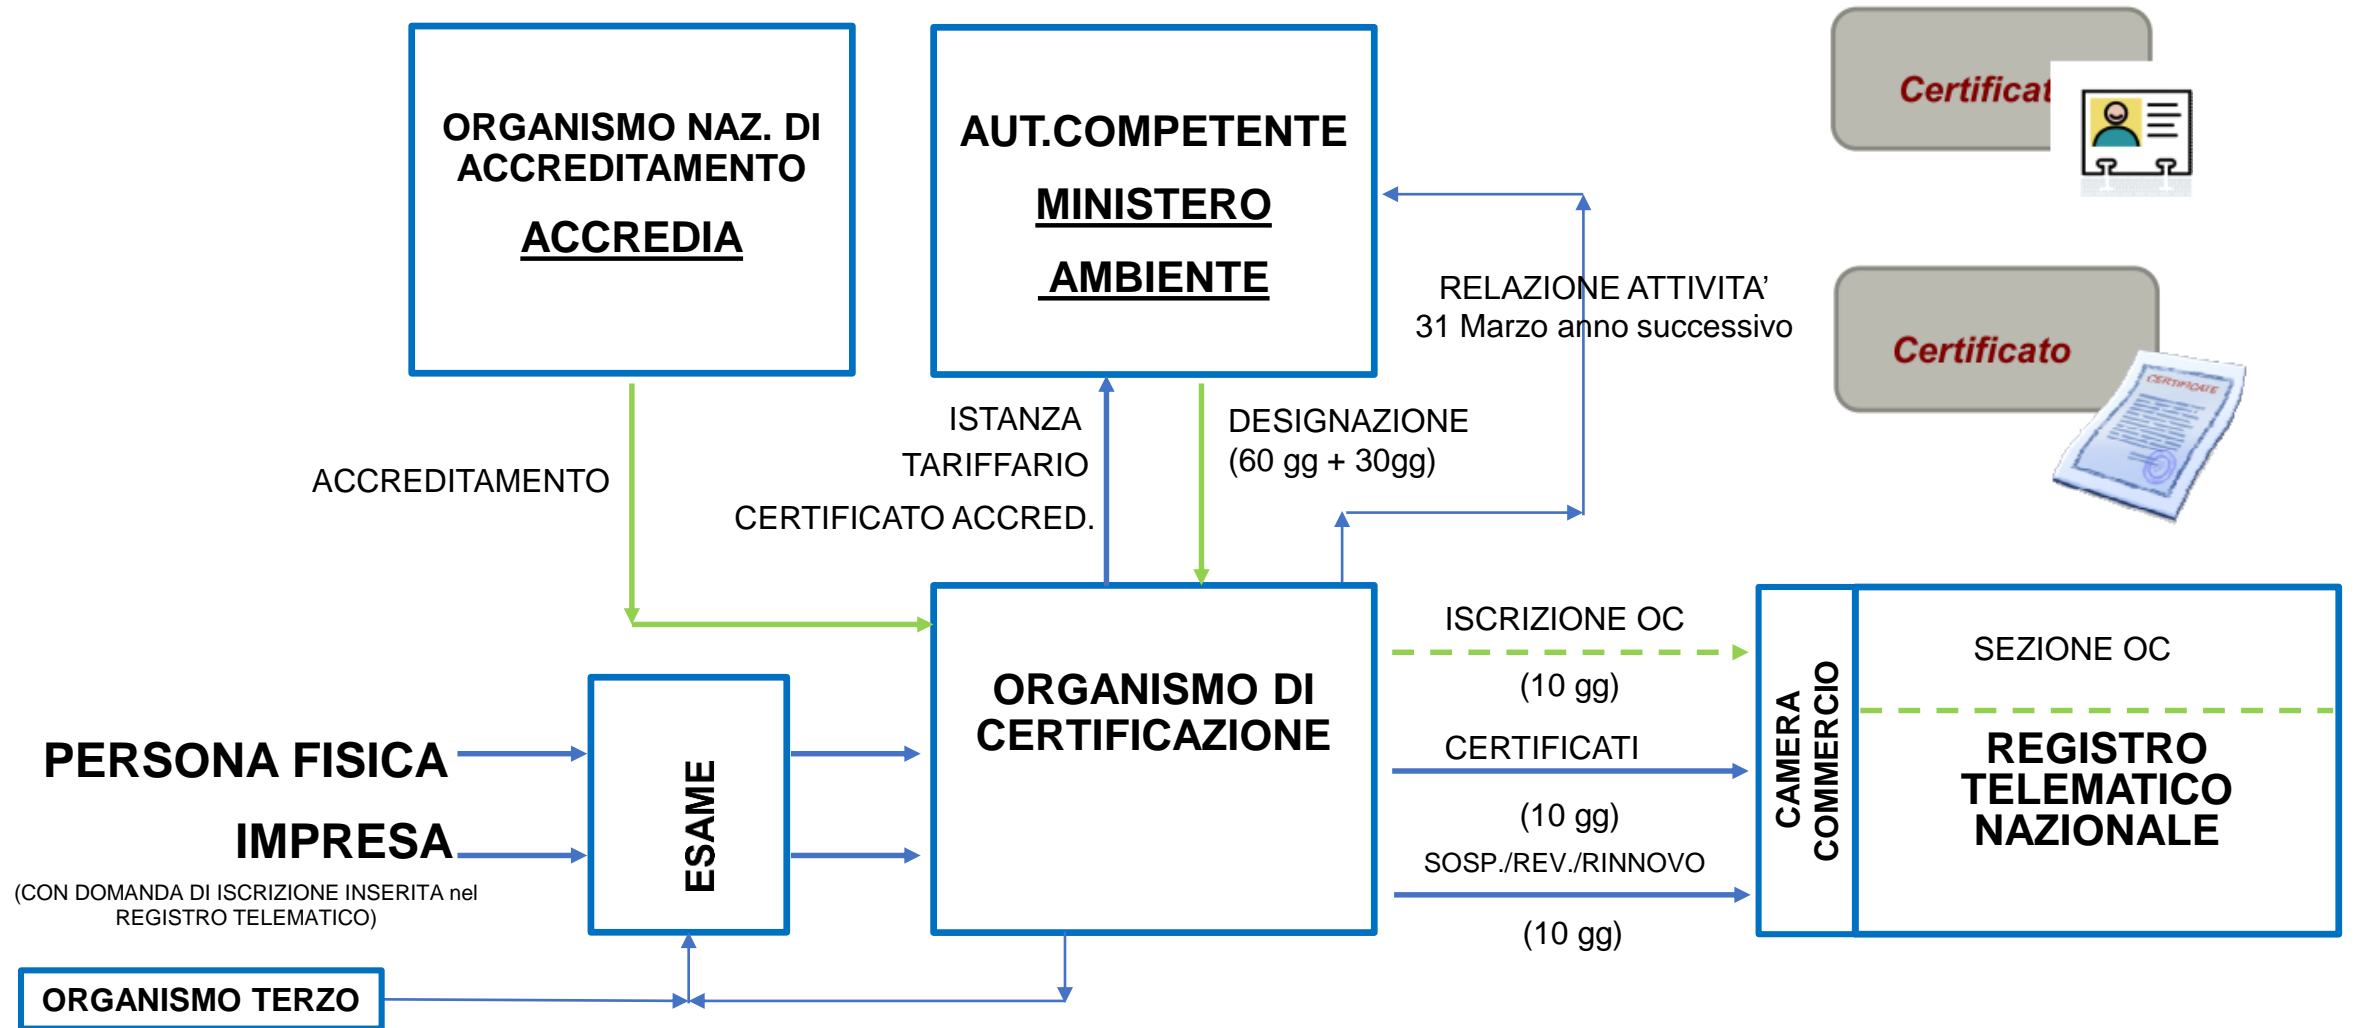 ORGANISMO NAZ. DI
ACCREDITAMENTO
ACCREDIA
AUT.COMPETENTE
MINISTERO
AMBIENTE
Certificat
Certificato
CERTIFICATE
RELAZIONE ATTIVITA’
31 Marzo anno successivo
ACCREDITAMENTO
ISTANZA
TARIFFARIO
CERTIFICATO ACCRED.
DESIGNAZIONE
(60 gg + 30gg)
PERSONA FISICA
IMPRESA
(CON DOMANDA DI ISCRIZIONE INSERITA nel
REGISTRO TELEMATICO)
ORGANISMO TERZO
ESAME
ORGANISMO DI
CERTIFICAZIONE
ISCRIZIONE OC
(10 gg)
CERTIFICATI
(10 gg)
SOSP./REV./RINNOVO
(10 gg)
CAMERA
COMMERCIO
SEZIONE OC
REGISTRO
TELEMATICO
NAZIONALE